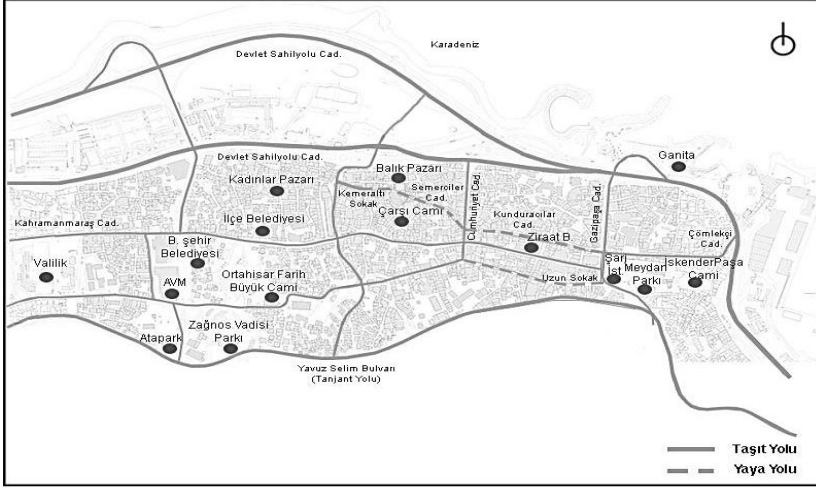 Karadeniz
Devlet Sahilyolu Cad.
Ganita
Devlet Sahilyolu Cad.
Balık Pazarı
Kadınlar Pazarı
Kemeraltı
Sokak
Semerciler
Cad.
Cumhuriyet Cad.
Gazipaşa Cad.
Kahramanmaraş Cad.
İlçe Belediyesi
Çarşı Cami
Kunduracılar
Cad.
Çömlekçi
Cad.
B. şehir
Belediyesi
Ziraat B.
Valilik
Ortahisar Farih
Büyük Cami
Uzun Sokak
Şarj
İst.
Meydan
Parkı
İskenderPaşa
Cami
AVM
Zağnos Vadisi
Parkı
Atapark
Yavuz Selim Bulvarı
(Tanjant Yolu)
Taşıt Yolu
Yaya Yolu